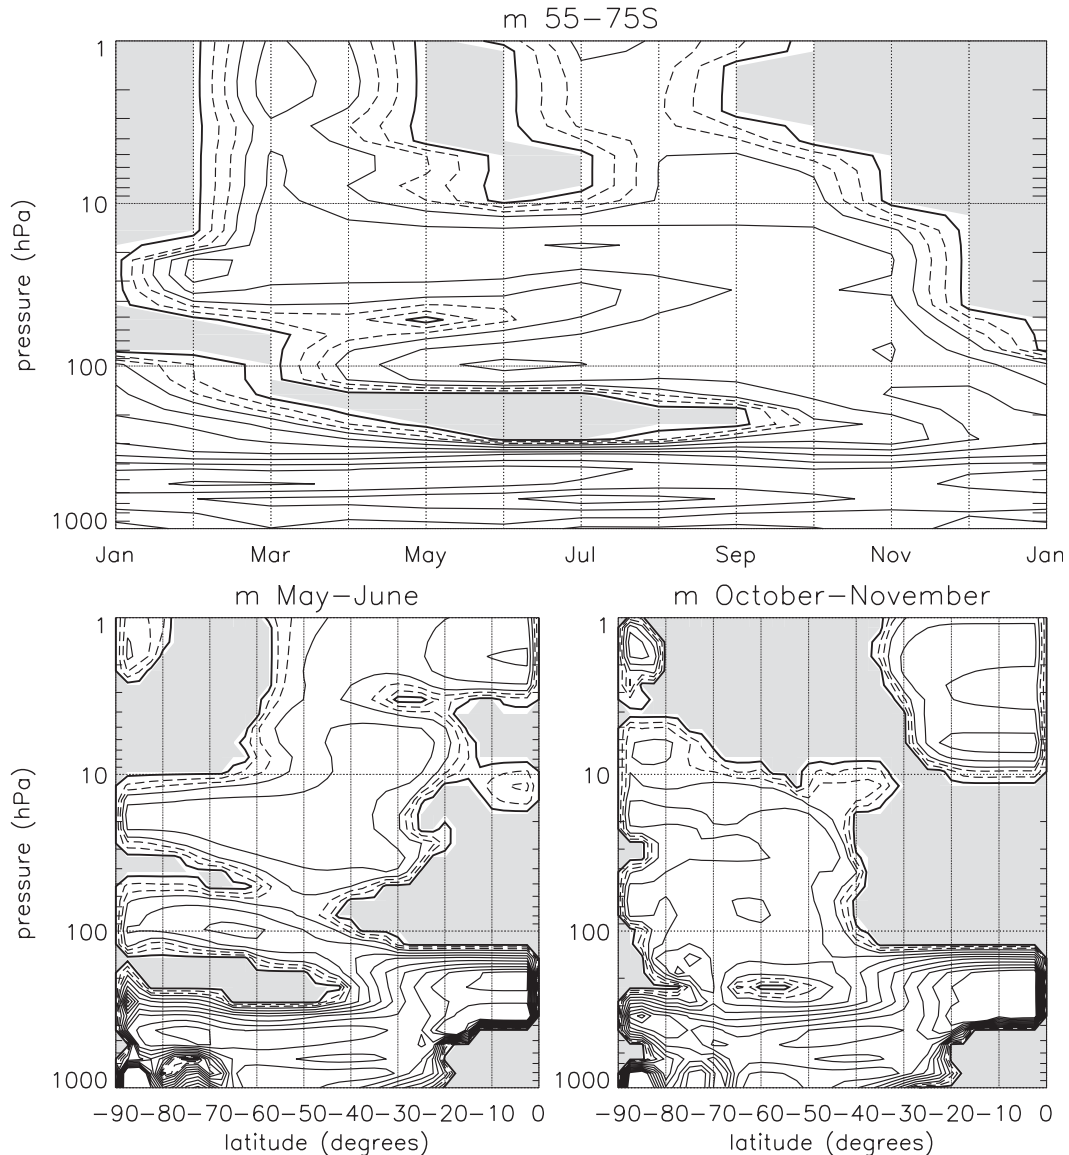 m 55−75S
1
10
100
1000
pressure (hPa)
Jan Mar May Jul Sep Nov Jan
m May−June
1
10
100
1000
pressure (hPa)
−90−80−70−60−50−40−30−20−10 0
latitude (degrees)
m October−November
1
10
100
1000
−90−80−70−60−50−40−30−20−10 0
latitude (degrees)